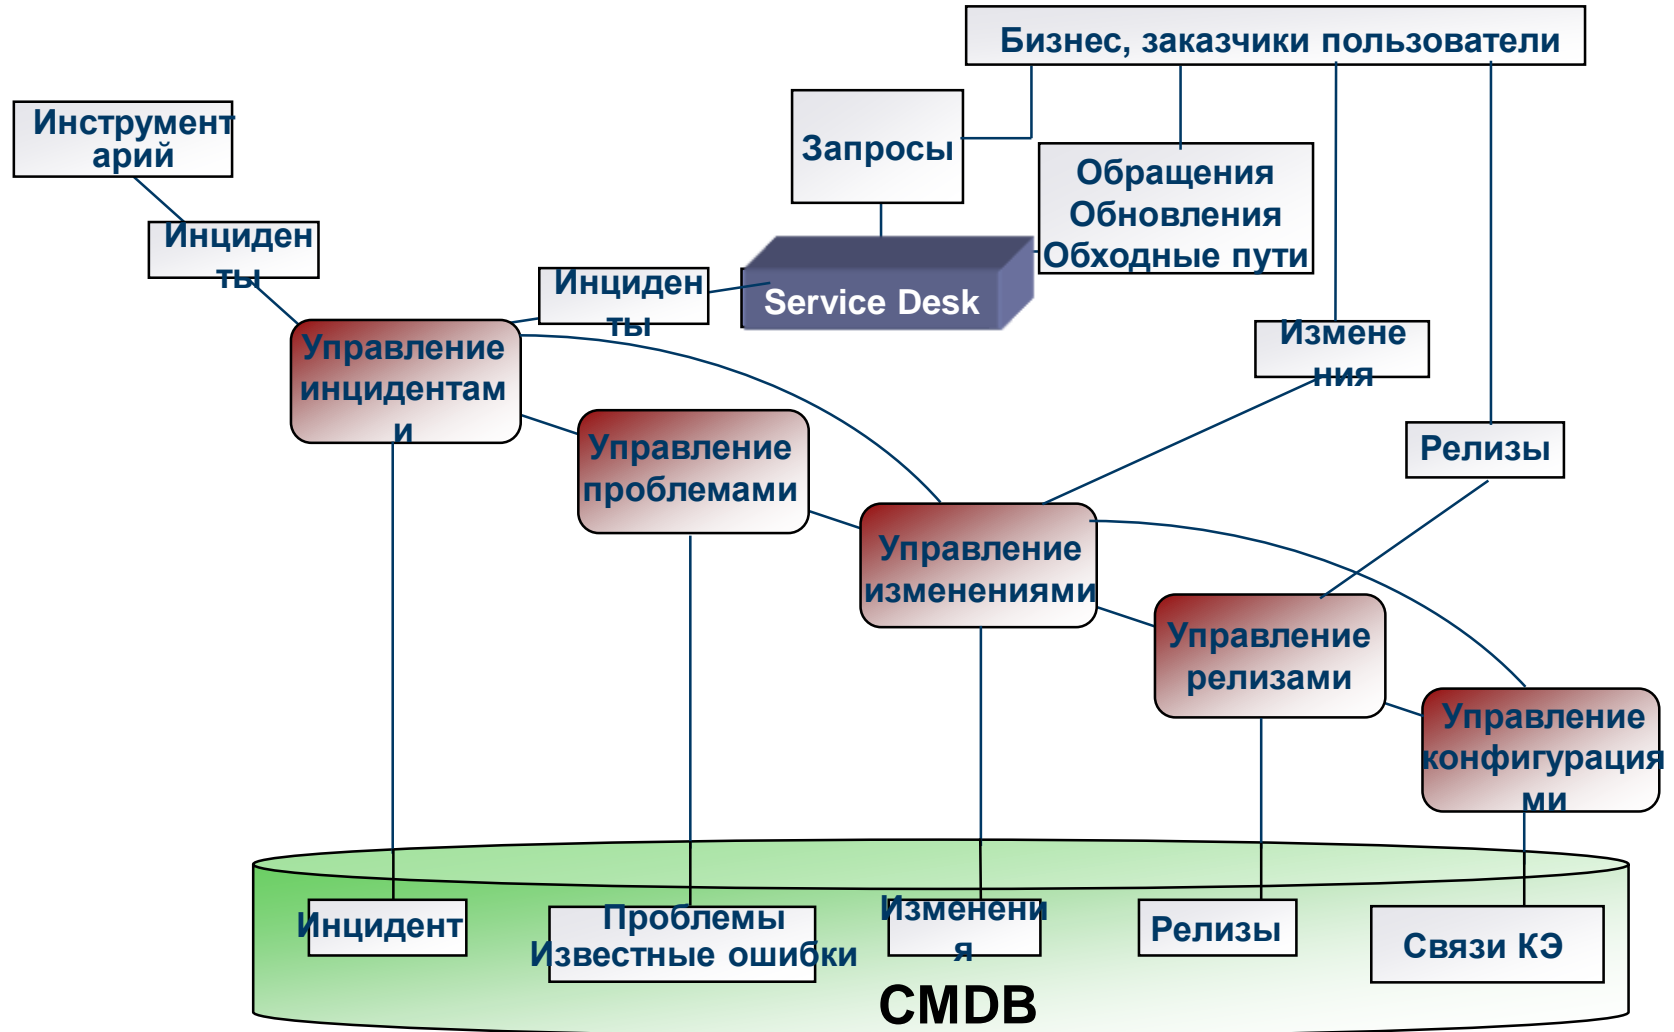 Бизнес, заказчики пользователи
Инструмент
арий
Запросы
Обращения
Обновления
Обходные пути
Инциден
ты
Инциден
ты
Service Desk
Измене
ния
Управление
инцидентам
и
Управление
проблемами
Релизы
Управление
изменениями
Управление
релизами
Управление
конфигурация
ми
Инцидент
Проблемы
Известные ошибки
Изменени
я
Релизы
Связи КЭ
CMDB